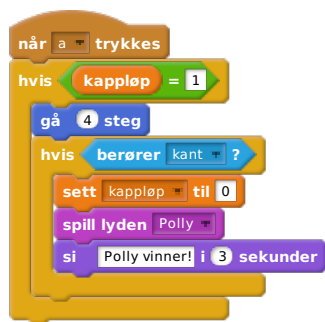 når a trykkes
hvis kappløp = 1
gå 4 steg
hvis berører kant ?
sett kappløp til 0
spill lyden Polly
si Polly vinner! i 3 sekunder